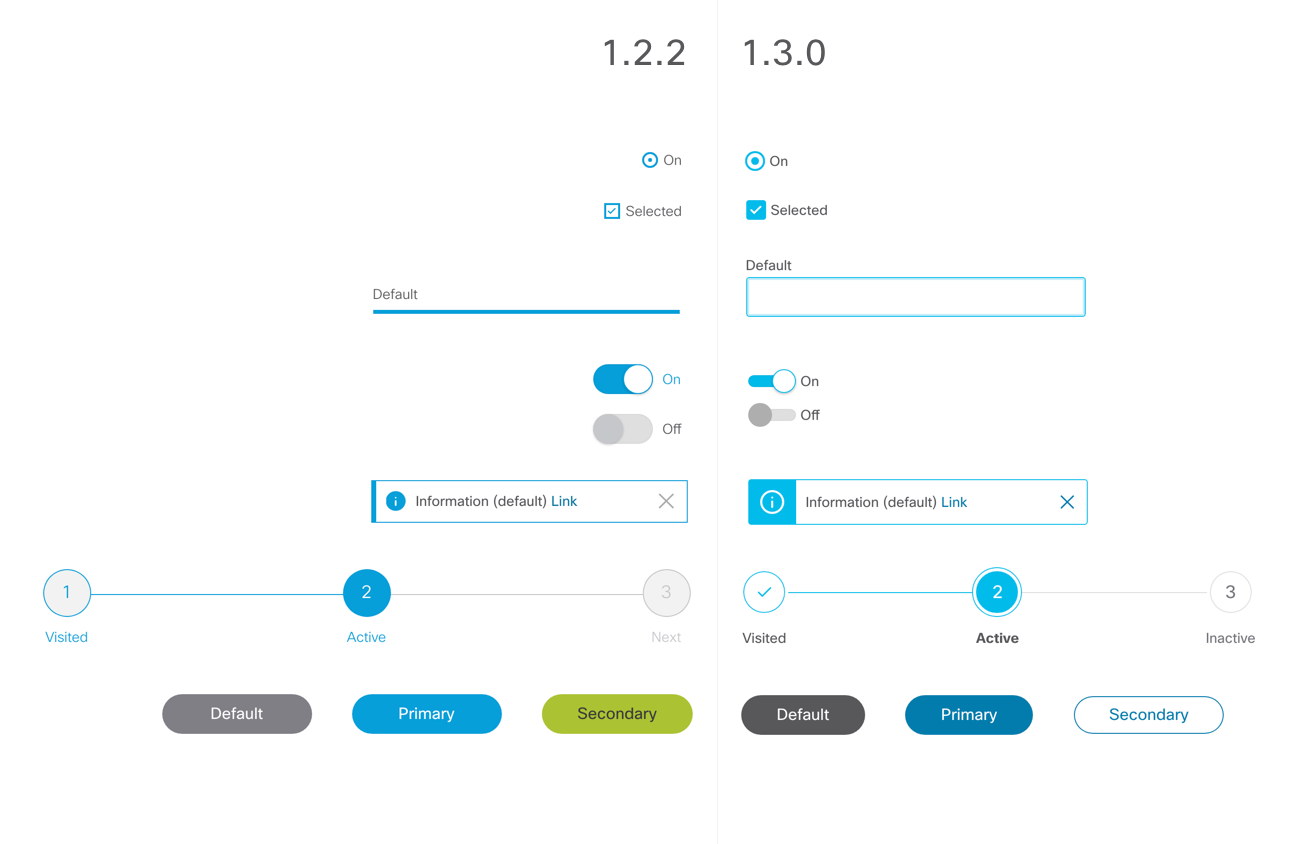 1.2.2
On
Selected
Default
On
Off
Information (default) Link
1
2
3
Visited
Active
Next
Default
Primary
Secondary
1.3.0
On
Selected
Default
On
Off
Information (default) Link
2
3
Visited
Active
Inactive
Default
Primary
Secondary